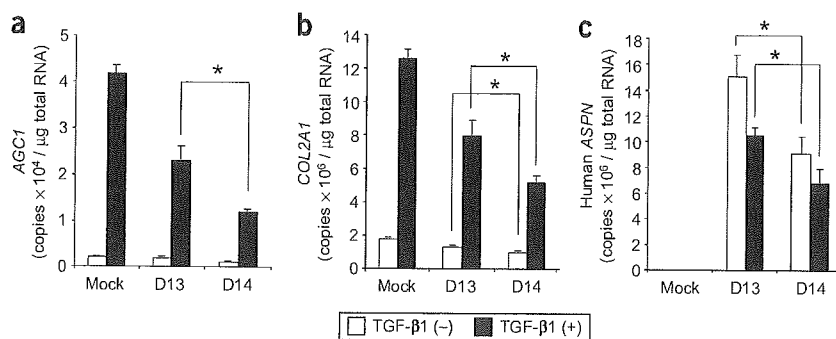 a
AGC1
(copies ×10⁴ / µg total RNA)
5
4
3
2
1
0
*
Mock D13 D14
b
COL2A1
(copies ×10⁶ / µg total RNA)
14
12
10
8
6
4
2
0
*
*
Mock D13 D14
c
Human ASPN
(copies ×10⁶ / µg total RNA)
18
16
14
12
10
8
6
4
2
0
*
*
Mock D13 D14
TGF-β1 (–) TGF-β1 (+)